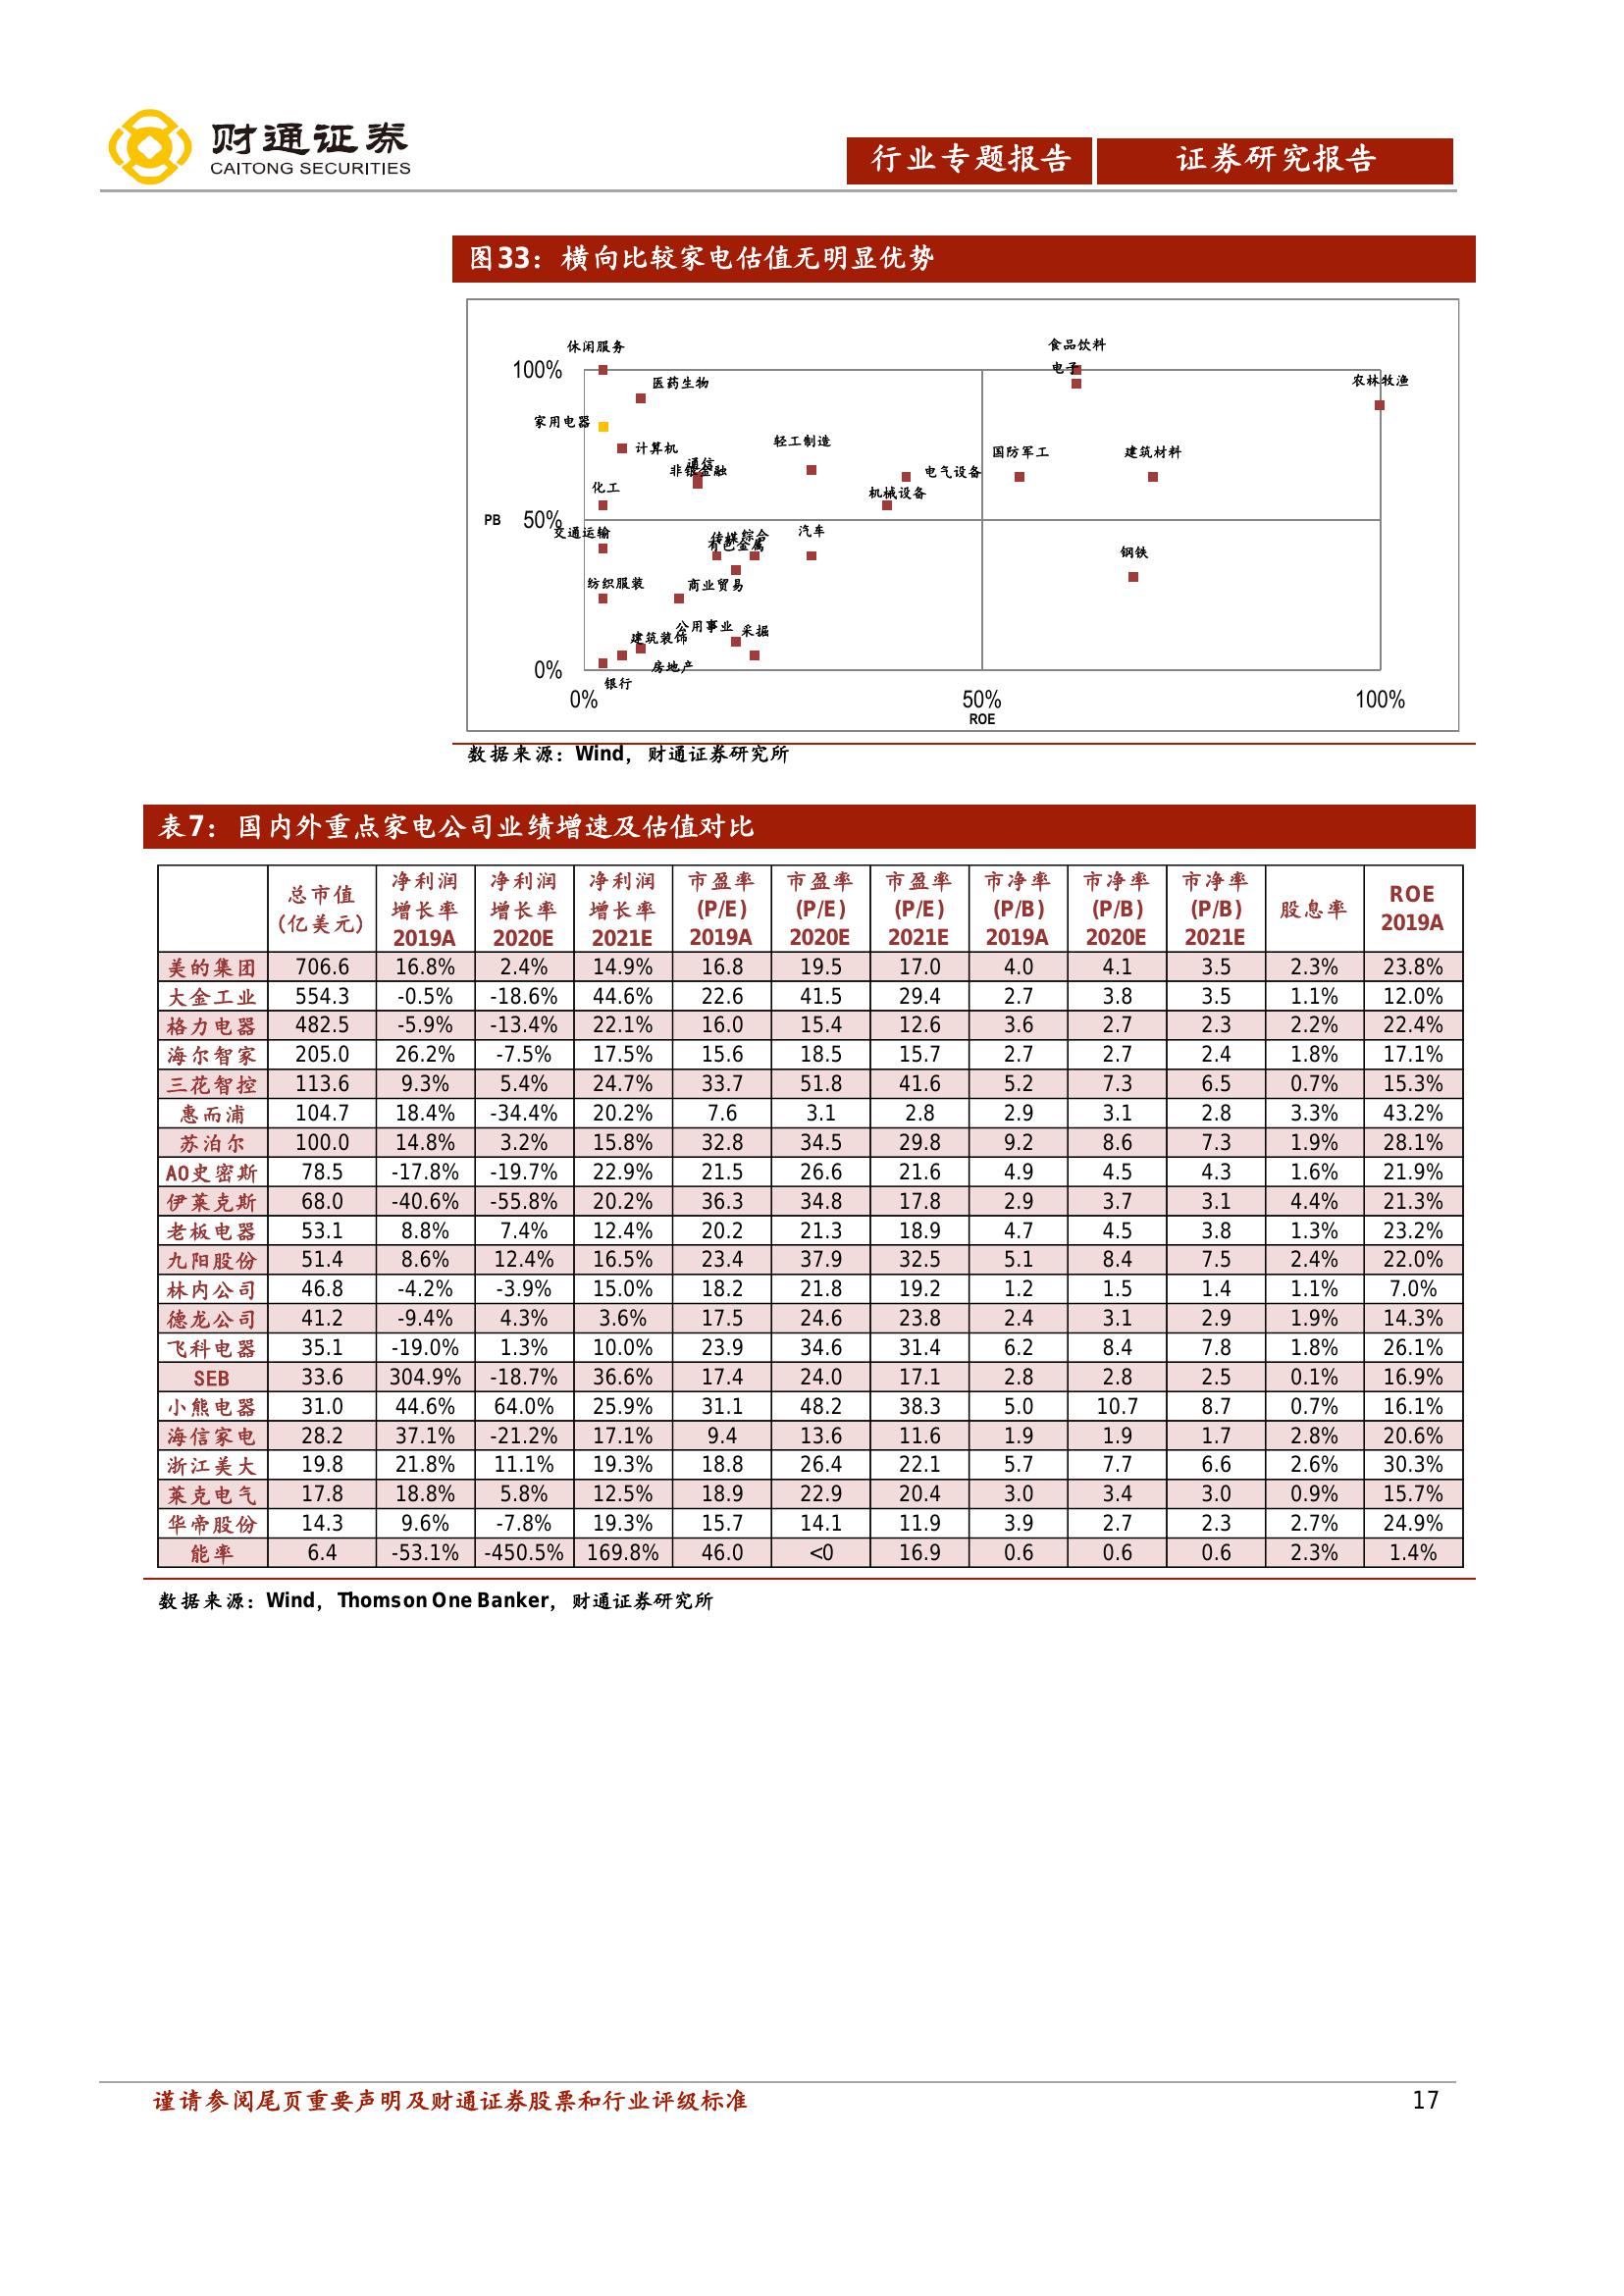 财通证券
CAITONG SECURITIES
行业专题报告 证券研究报告
图33：横向比较家电估值无明显优势
休闲服务
食品饮料
100%
电子
医药生物
农林牧渔
家用电器
计算机
轻工制造
通信
非银金融
电气设备
国防军工
建筑材料
化工
机械设备
PB
50%
交通运输
传媒
综合
有色金属
汽车
钢铁
纺织服装
商业贸易
公用事业
采掘
建筑装饰
房地产
0%
银行
0% 50% 100%
ROE
数据来源：Wind，财通证券研究所
表7：国内外重点家电公司业绩增速及估值对比
总市值(亿美元) 净利润增长率2019A 净利润增长率2020E 净利润增长率2021E 市盈率(P/E)2019A 市盈率(P/E)2020E 市盈率(P/E)2021E 市净率(P/B)2019A 市净率(P/B)2020E 市净率(P/B)2021E 股息率 ROE 2019A
美的集团 706.6 16.8% 2.4% 14.9% 16.8 19.5 17.0 4.0 4.1 3.5 2.3% 23.8%
大金工业 554.3 -0.5% -18.6% 44.6% 22.6 41.5 29.4 2.7 3.8 3.5 1.1% 12.0%
格力电器 482.5 -5.9% -13.4% 22.1% 16.0 15.4 12.6 3.6 2.7 2.3 2.2% 22.4%
海尔智家 205.0 26.2% -7.5% 17.5% 15.6 18.5 15.7 2.7 2.7 2.4 1.8% 17.1%
三花智控 113.6 9.3% 5.4% 24.7% 33.7 51.8 41.6 5.2 7.3 6.5 0.7% 15.3%
惠而浦 104.7 18.4% -34.4% 20.2% 7.6 3.1 2.8 2.9 3.1 2.8 3.3% 43.2%
苏泊尔 100.0 14.8% 3.2% 15.8% 32.8 34.5 29.8 9.2 8.6 7.3 1.9% 28.1%
AO史密斯 78.5 -17.8% -19.7% 22.9% 21.5 26.6 21.6 4.9 4.5 4.3 1.6% 21.9%
伊莱克斯 68.0 -40.6% -55.8% 20.2% 36.3 34.8 17.8 2.9 3.7 3.1 4.4% 21.3%
老板电器 53.1 8.8% 7.4% 12.4% 20.2 21.3 18.9 4.7 4.5 3.8 1.3% 23.2%
九阳股份 51.4 8.6% 12.4% 16.5% 23.4 37.9 32.5 5.1 8.4 7.5 2.4% 22.0%
林内公司 46.8 -4.2% -3.9% 15.0% 18.2 21.8 19.2 1.2 1.5 1.4 1.1% 7.0%
德龙公司 41.2 -9.4% 4.3% 3.6% 17.5 24.6 23.8 2.4 3.1 2.9 1.9% 14.3%
飞科电器 35.1 -19.0% 1.3% 10.0% 23.9 34.6 31.4 6.2 8.4 7.8 1.8% 26.1%
SEB 33.6 304.9% -18.7% 36.6% 17.4 24.0 17.1 2.8 2.8 2.5 0.1% 16.9%
小熊电器 31.0 44.6% 64.0% 25.9% 31.1 48.2 38.3 5.0 10.7 8.7 0.7% 16.1%
海信家电 28.2 37.1% -21.2% 17.1% 9.4 13.6 11.6 1.9 1.9 1.7 2.8% 20.6%
浙江美大 19.8 21.8% 11.1% 19.3% 18.8 26.4 22.1 5.7 7.7 6.6 2.6% 30.3%
莱克电气 17.8 18.8% 5.8% 12.5% 18.9 22.9 20.4 3.0 3.4 3.0 0.9% 15.7%
华帝股份 14.3 9.6% -7.8% 19.3% 15.7 14.1 11.9 3.9 2.7 2.3 2.7% 24.9%
能率 6.4 -53.1% -450.5% 169.8% 46.0 <0 16.9 0.6 0.6 0.6 2.3% 1.4%
数据来源：Wind，Thomson One Banker，财通证券研究所
谨请参阅尾页重要声明及财通证券股票和行业评级标准 17